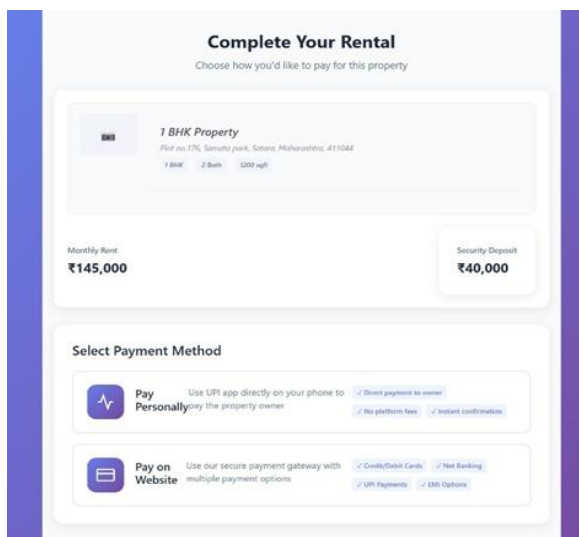 Complete Your Rental
Choose how you'd like to pay for this property
1 BHK Property
Plot no.176, Samata park, Satara, Maharashtra, 411044
1 BHK 2 Bath 1200 sqft
Monthly Rent
₹145,000
Security Deposit
₹40,000
Select Payment Method
Pay Personally
Use UPI app directly on your phone to
pay the property owner
✓ Direct payment to owner
✓ No platform fees ✓ Instant confirmation
Pay on
Website
Use our secure payment gateway with
multiple payment options
✓ Credit/Debit Cards ✓ Net Banking
✓ UPI Payments ✓ EMI Options